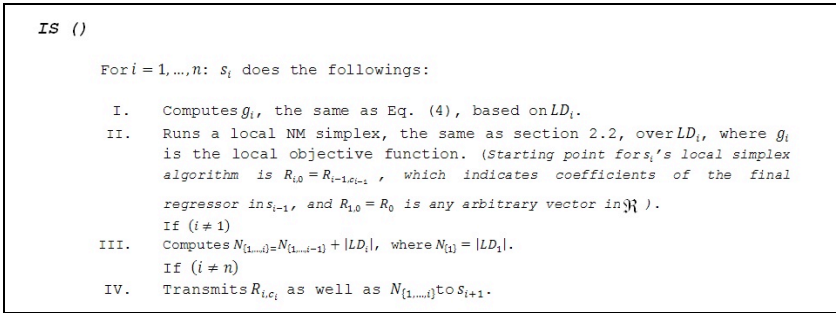 IS ()
For i = 1, ..., n: s_i does the followings:
I. Computes g_i, the same as Eq. (4), based on LD_i.
II. Runs a local NM simplex, the same as section 2.2, over LD_i, where g_i
is the local objective function. (Starting point for s_i's local simplex
algorithm is R_{i,0} = R_{i-1,c_{i-1}} , which indicates coefficients of the final
regressor in s_{i-1}, and R_{1,0} = R_0 is any arbitrary vector in ℜ ).
If (i ≠ 1)
III. Computes N_{{1,...,i}}=N_{{1,...,i-1}} + |LD_i|, where N_{{1}} = |LD_1|.
If (i ≠ n)
IV. Transmits R_{i,c_i} as well as N_{{1,...,i}} to s_{i+1}.